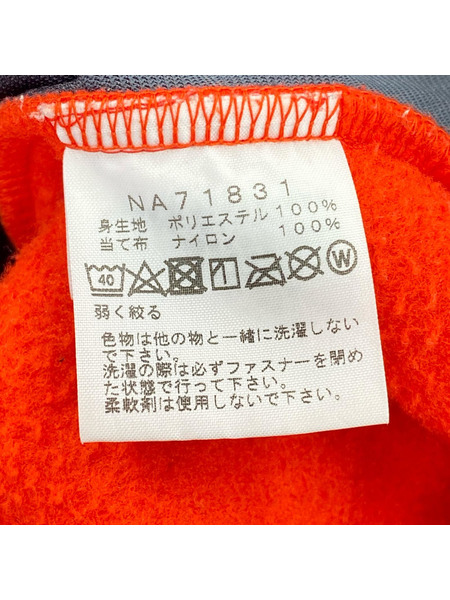 NA71831
身生地 ポリエステル 100%
当て布 ナイロン 100%
40 W
弱く絞る
色物は他の物と一緒に洗濯しない
で下さい。
洗濯の際は必ずファスナーを閉め
た状態で行って下さい。
柔軟剤は使用しないで下さい。